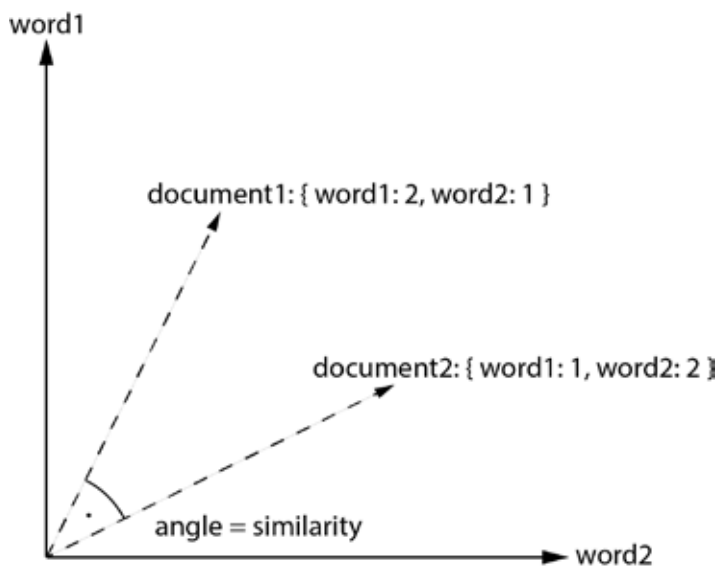 word1
document1: { word1: 2, word2: 1 }
document2: { word1: 1, word2: 2 }
angle = similarity
word2